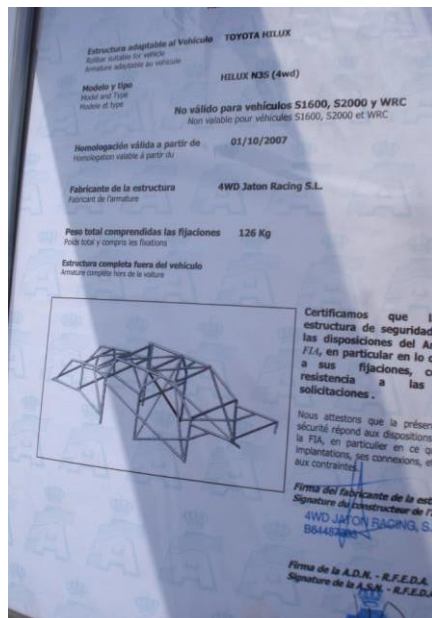 Estructura adaptable al Vehículo TOYOTA HILUX
Rollbar suitable for vehicle
Armature adaptable au véhicule
Modelo y tipo HILUX N3S (4wd)
Model and Type
Modèle et type
No válido para vehículos S1600, S2000 y WRC
Non valable pour véhicules S1600, S2000 et WRC
Homologación válida a partir de 01/10/2007
Homologation valable à partir du
Fabricante de la estructura 4WD Jaton Racing S.L.
Fabricant de l'armature
Peso total comprendidas las fijaciones 126 Kg
Poids total y compris les fixations
Estructura completa fuera del vehículo
Armature complète hors de la voiture
Certificamos que l
estructura de seguridad
las disposiciones del A
FIA, en particular en lo
a sus fijaciones, c
resistencia a las
solicitaciones .
Nous attestons que la présen
sécurité répond aux dispositions
la FIA, en particulier en ce q
implantations, ses connexions, e
aux contraintes.
Firma del fabricante de la est
Signature du constructeur de l'
4WD JATON RACING, S.
Firma de la A.D.N. - R.F.E.D.A.
Signature de la A.S.N. - R.F.E.D.A